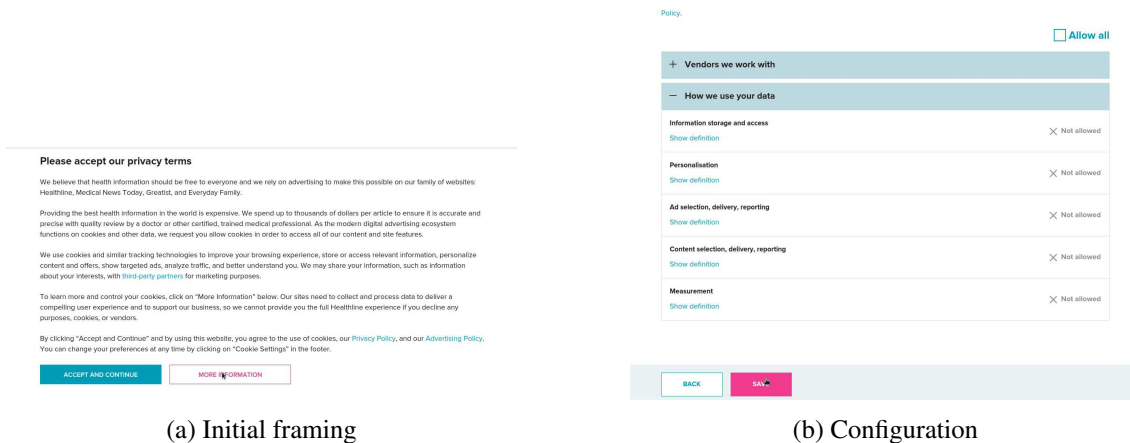 Please accept our privacy terms
We believe that health information should be free to everyone and we rely on advertising to make this possible on our family of websites:
Healthline, Medical News Today, Greatist, and Everyday Family.
Providing the best health information in the world is expensive. We spend up to thousands of dollars per article to ensure it is accurate and
precise with quality review by a doctor or other certified, trained medical professional. As the modern digital advertising ecosystem
functions on cookies and other data, we request you allow cookies in order to access all of our content and site features.
We use cookies and similar tracking technologies to improve your browsing experience, store or access relevant information, personalize
content and offers, show targeted ads, analyze traffic, and better understand you. We may share your information, such as information
about your interests, with third-party partners for marketing purposes.
To learn more and control your cookies, click on "More Information" below. Our sites need to collect and process data to deliver a
compelling user experience and to support our business, so we cannot provide you the full Healthline experience if you decline any
purposes, cookies, or vendors.
By clicking "Accept and Continue" and by using this website, you agree to the use of cookies, our Privacy Policy, and our Advertising Policy.
You can change your preferences at any time by clicking on "Cookie Settings" in the footer.
ACCEPT AND CONTINUE
MORE INFORMATION
(a) Initial framing
Policy.
Allow all
+ Vendors we work with
− How we use your data
Information storage and access
Show definition
Not allowed
Personalisation
Show definition
Not allowed
Ad selection, delivery, reporting
Show definition
Not allowed
Content selection, delivery, reporting
Show definition
Not allowed
Measurement
Show definition
Not allowed
BACK
SAVE
(b) Configuration